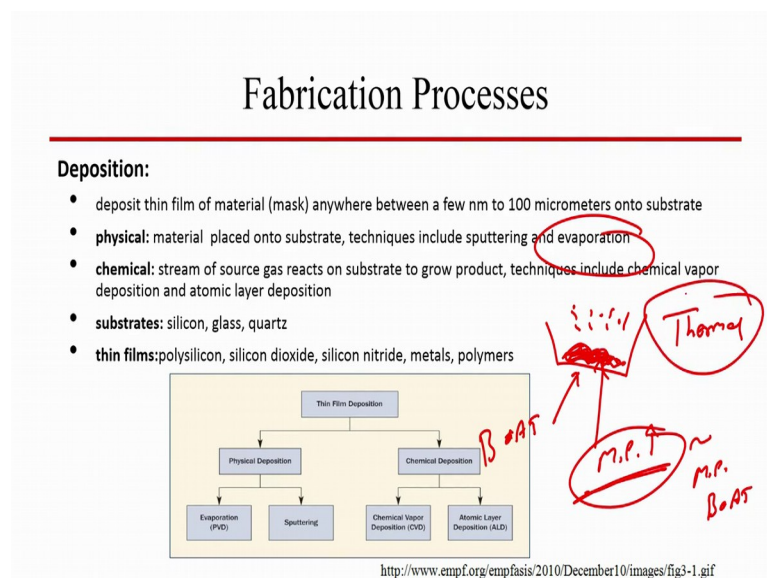 Fabrication Processes
Deposition:
• deposit thin film of material (mask) anywhere between a few nm to 100 micrometers onto substrate
• physical: material placed onto substrate, techniques include sputtering and evaporation
• chemical: stream of source gas reacts on substrate to grow product, techniques include chemical vapor
deposition and atomic layer deposition
• substrates: silicon, glass, quartz
• thin films:polysilicon, silicon dioxide, silicon nitride, metals, polymers
Thermal
BOAT
M.P. ↑ ~
M.P.
BOAT
Thin Film Deposition
Physical Deposition
Chemical Deposition
Evaporation
(PVD)
Sputtering
Chemical Vapor
Deposition (CVD)
Atomic Layer
Deposition (ALD)
http://www.empf.org/empfasis/2010/December10/images/fig3-1.gif